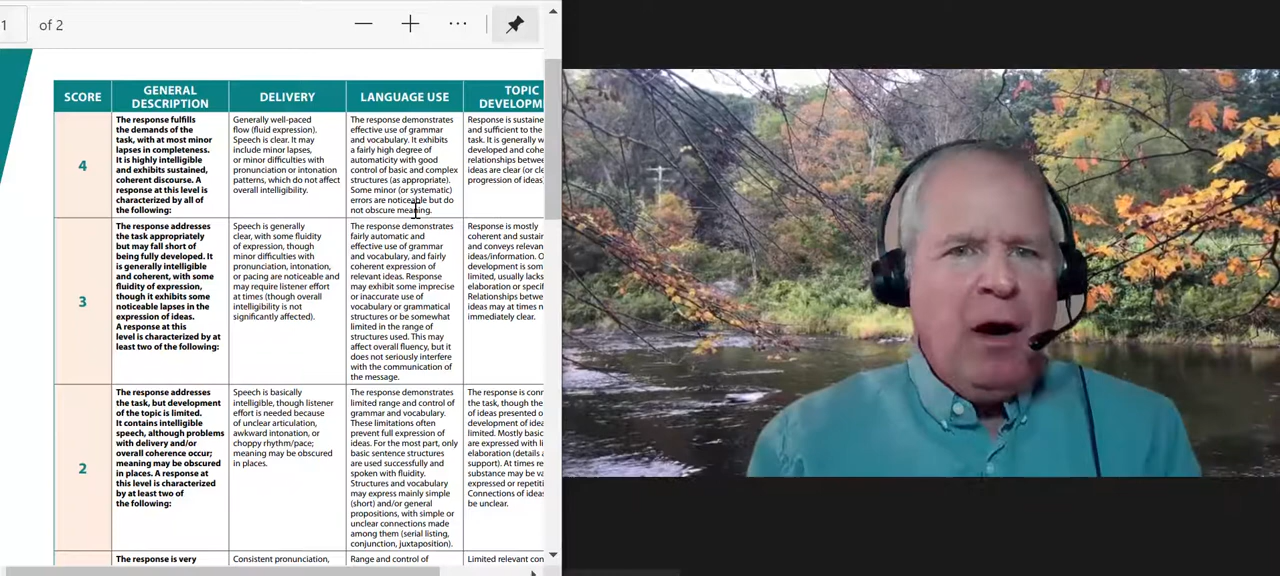 1 of 2
SCORE
GENERAL
DESCRIPTION
DELIVERY
LANGUAGE USE
TOPIC
DEVELOPM
4
The response fulfills
the demands of the
task, with at most minor
lapses in completeness.
It is highly intelligible
and exhibits sustained,
coherent discourse. A
response at this level is
characterized by all of
the following:
Generally well-paced
flow (fluid expression).
Speech is clear. It may
include minor lapses,
or minor difficulties with
pronunciation or intonation
patterns, which do not affect
overall intelligibility.
The response demonstrates
effective use of grammar
and vocabulary. It exhibits
a fairly high degree of
automaticity with good
control of basic and complex
structures (as appropriate).
Some minor (or systematic)
errors are noticeable but do
not obscure meaning.
Response is sustaine
and sufficient to the
task. It is generally w
developed and cohe
relationships betwee
ideas are clear (or cle
progression of ideas
3
The response addresses
the task appropriately
but may fall short of
being fully developed. It
is generally intelligible
and coherent, with some
fluidity of expression,
though it exhibits some
noticeable lapses in the
expression of ideas.
A response at this
level is characterized by at
least two of the following:
Speech is generally
clear, with some fluidity
of expression, though
minor difficulties with
pronunciation, intonation,
or pacing are noticeable and
may require listener effort
at times (though overall
intelligibility is not
significantly affected).
The response demonstrates
fairly automatic and
effective use of grammar
and vocabulary, and fairly
coherent expression of
relevant ideas. Response
may exhibit some imprecise
or inaccurate use of
vocabulary or grammatical
structures or be somewhat
limited in the range of
structures used. This may
affect overall fluency, but it
does not seriously interfere
with the communication of
the message.
Response is mostly
coherent and sustain
and conveys relevan
ideas/information. O
development is som
limited, usually lacks
elaboration or specif
Relationships betwe
ideas may at times n
immediately clear.
2
The response addresses
the task, but development
of the topic is limited.
It contains intelligible
speech, although problems
with delivery and/or
overall coherence occur;
meaning may be obscured
in places. A response at
this level is characterized
by at least two of
the following:
Speech is basically
intelligible, though listener
effort is needed because
of unclear articulation,
awkward intonation, or
choppy rhythm/pace;
meaning may be obscured
in places.
The response demonstrates
limited range and control of
grammar and vocabulary.
These limitations often
prevent full expression of
ideas. For the most part, only
basic sentence structures
are used successfully and
spoken with fluidity.
Structures and vocabulary
may express mainly simple
(short) and/or general
propositions, with simple or
unclear connections made
among them (serial listing,
conjunction, juxtaposition).
The response is conn
task, though the
of ideas presented o
development of idea
limited. Mostly basic
are expressed with li
elaboration (details a
support). At times re
substance may be va
expressed or repetiti
Connections of ideas
be unclear.
The response is very
Consistent pronunciation,
Range and control of
Limited relevant con